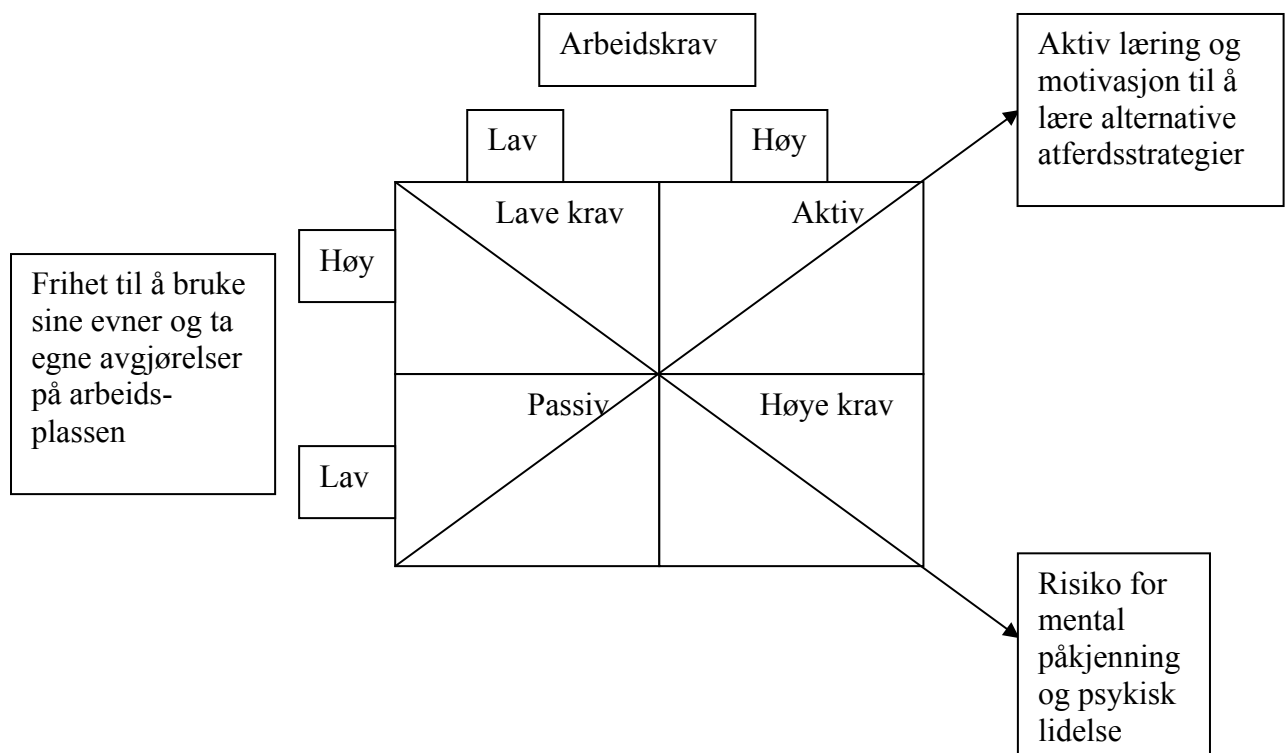 Arbeidskrav
Aktiv læring og
motivasjon til å
lære alternative
atferdsstrategier
Lav
Høy
Lave krav
Aktiv
Høy
Frihet til å bruke
sine evner og ta
egne avgjørelser
på arbeids-
plassen
Passiv
Høye krav
Lav
Risiko for
mental
påkjenning
og psykisk
lidelse